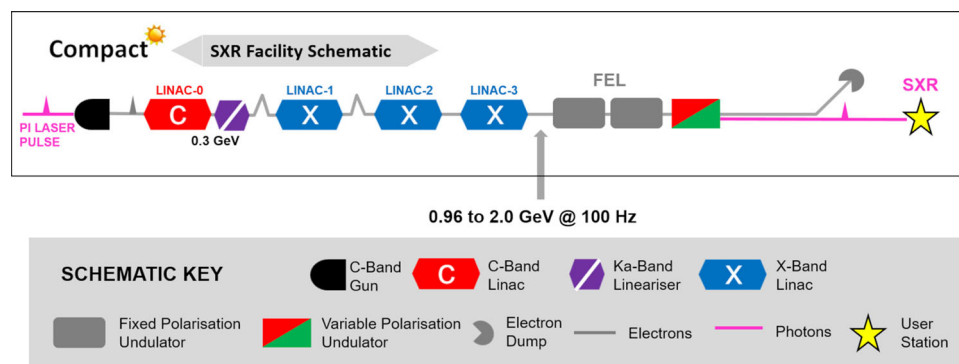 Compact
SXR Facility Schematic
LINAC-0
LINAC-1
LINAC-2
LINAC-3
FEL
SXR
C
X
X
X
PI LASER
PULSE
0.3 GeV
0.96 to 2.0 GeV @ 100 Hz
SCHEMATIC KEY
C-Band
Gun
C
C-Band
Linac
Ka-Band
Lineariser
X
X-Band
Linac
Fixed Polarisation
Undulator
Variable Polarisation
Undulator
Electron
Dump
Electrons
Photons
User
Station